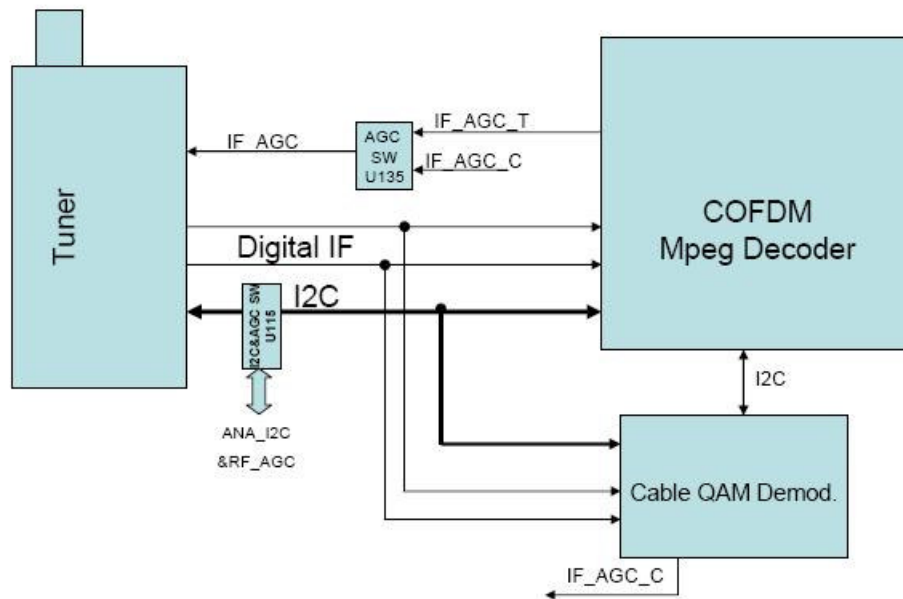 Tuner
IF_AGC
AGC
SW
U135
IF_AGC_T
IF_AGC_C
COFDM
Mpeg Decoder
Digital IF
I2C
I2C&AGC SW
U115
ANA_I2C
&RF_AGC
I2C
Cable QAM Demod.
IF_AGC_C